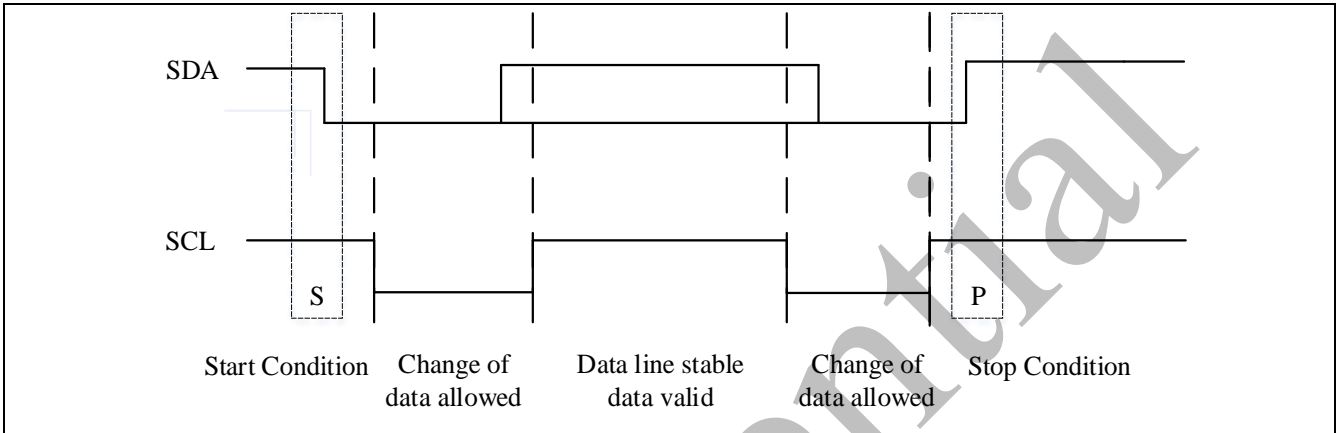 SDA
SCL
S
P
Start Condition
Change of
data allowed
Data line stable
data valid
Change of
data allowed
Stop Condition
ential